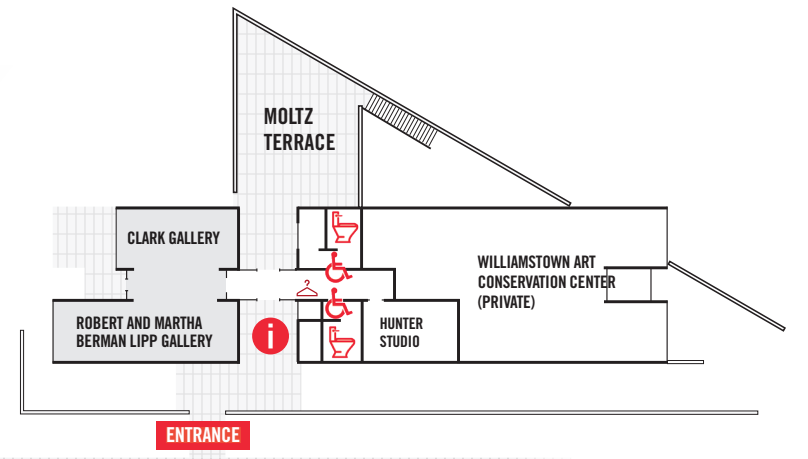 MOLTZ
TERRACE
CLARK GALLERY
WILLIAMSTOWN ART
CONSERVATION CENTER
(PRIVATE)
ROBERT AND MARTHA
BERMAN LIPP GALLERY
i
HUNTER
STUDIO
ENTRANCE